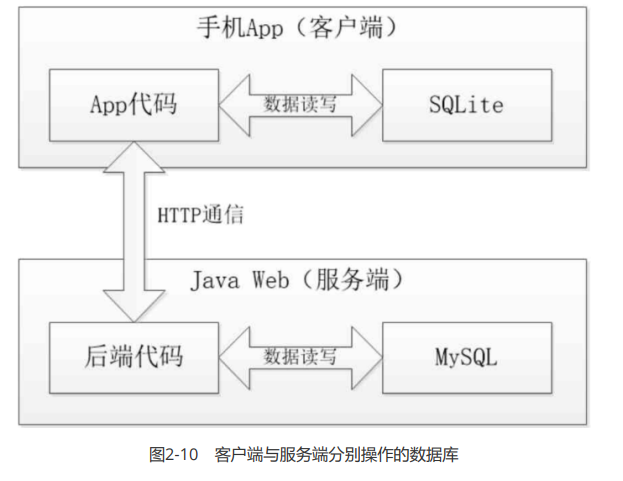 手机App（客户端）
App代码
数据读写
SQLite
HTTP通信
Java Web（服务端）
后端代码
数据读写
MySQL
图2-10　客户端与服务端分别操作的数据库